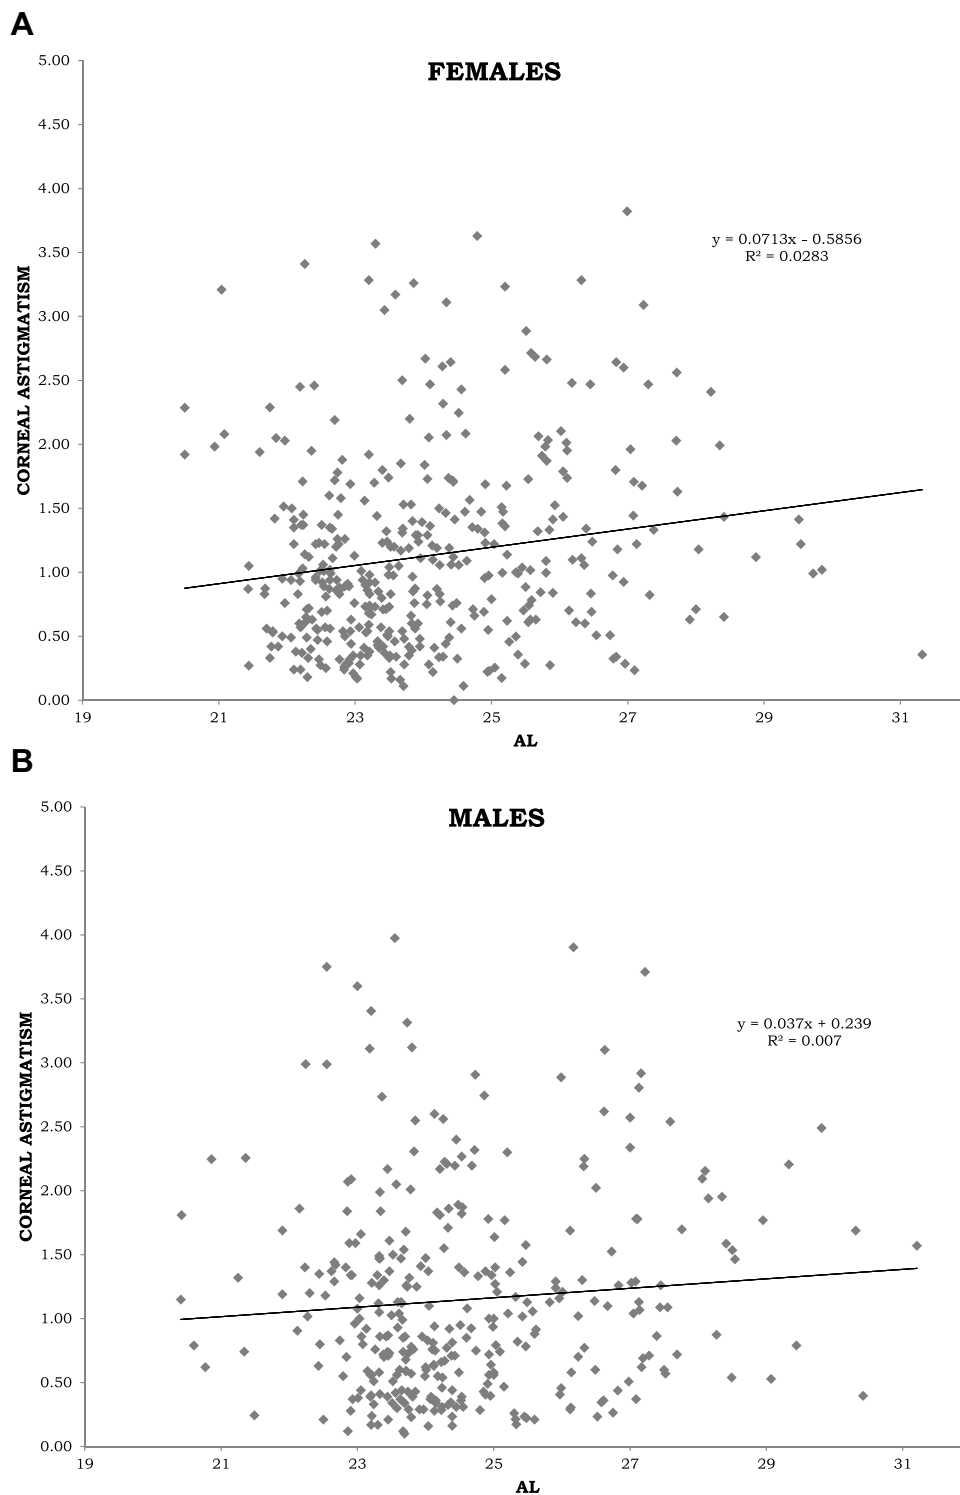 A
FEMALES
5.00
4.50
4.00
3.50
3.00
2.50
2.00
1.50
1.00
0.50
0.00
CORNEAL ASTIGMATISM
y = 0.0713x - 0.5856
R² = 0.0283
19 21 23 25 27 29 31
AL
B
MALES
5.00
4.50
4.00
3.50
3.00
2.50
2.00
1.50
1.00
0.50
0.00
CORNEAL ASTIGMATISM
y = 0.037x + 0.239
R² = 0.007
19 21 23 25 27 29 31
AL